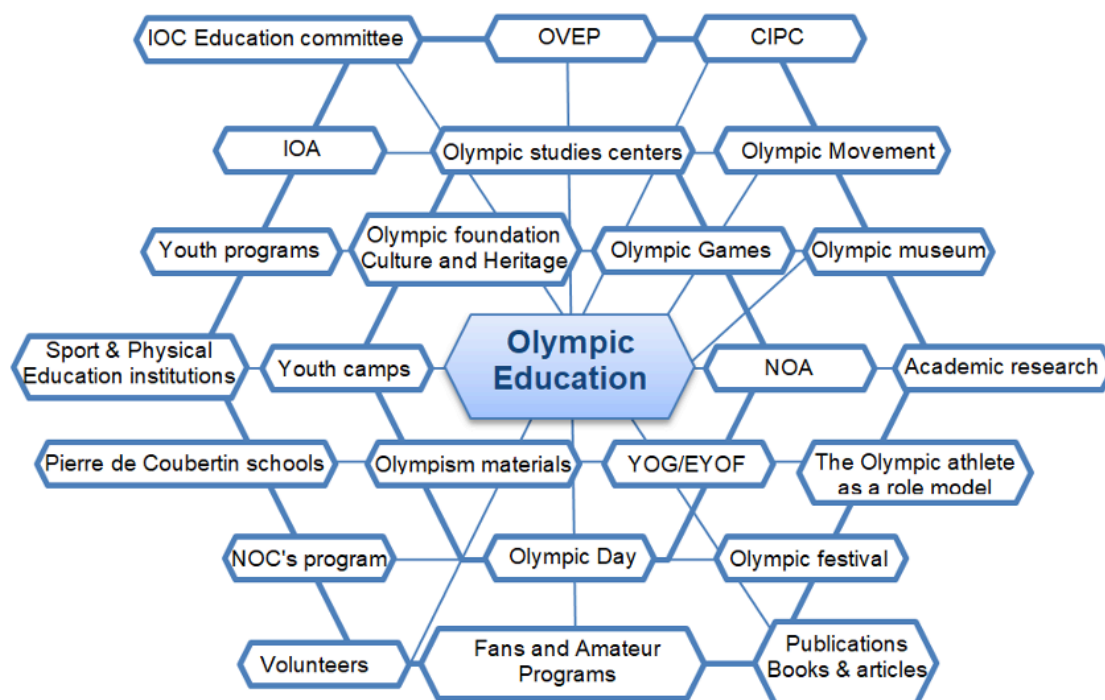 IOC Education committee
OVEP
CIPC
IOA
Olympic studies centers
Olympic Movement
Youth programs
Olympic foundation
Culture and Heritage
Olympic Games
Olympic museum
Sport & Physical
Education institutions
Youth camps
Olympic
Education
NOA
Academic research
Pierre de Coubertin schools
Olympism materials
YOG/EYOF
The Olympic athlete
as a role model
NOC's program
Olympic Day
Olympic festival
Volunteers
Fans and Amateur
Programs
Publications
Books & articles